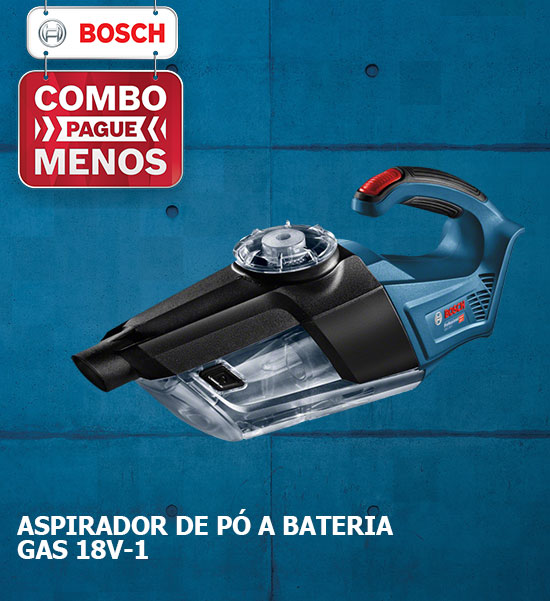 BOSCH
COMBO
PAGUE
MENOS
BOSCH
ASPIRADOR DE PÓ A BATERIA
GAS 18V-1